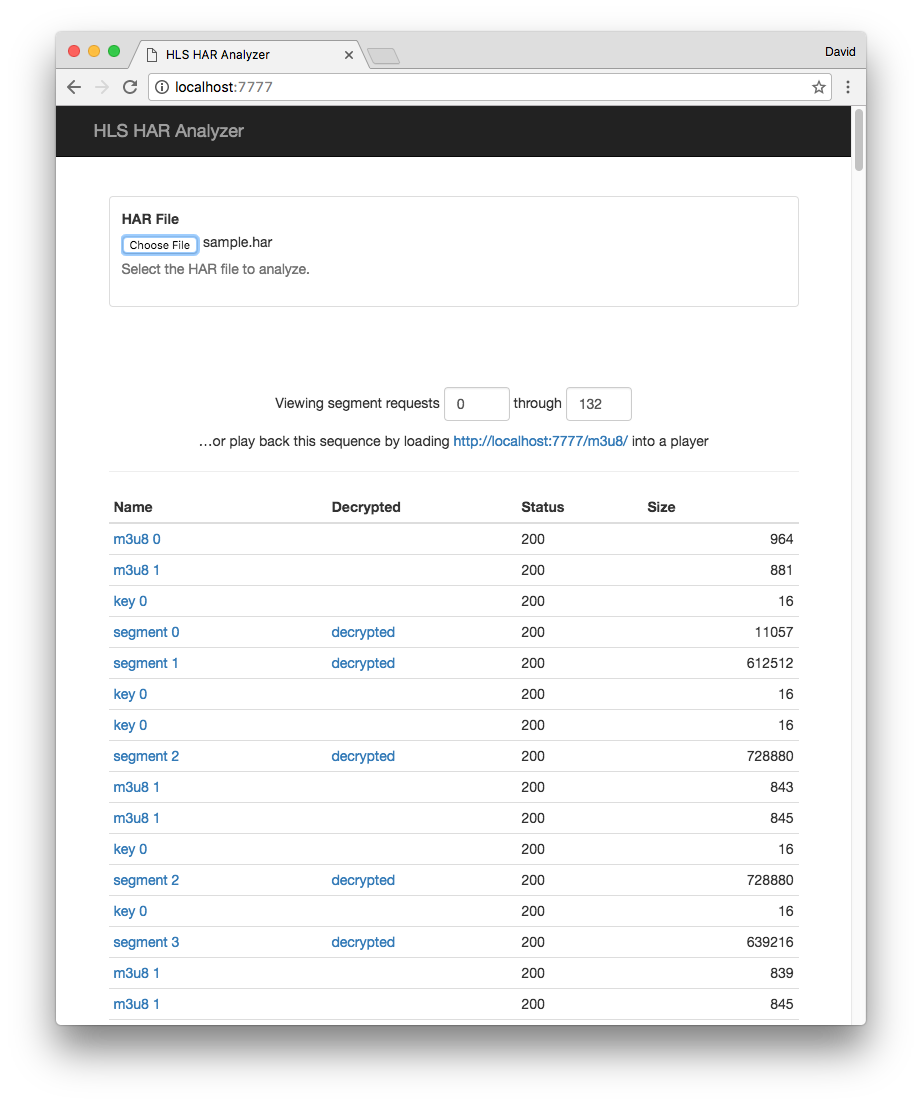 HLS HAR Analyzer
David
localhost:7777
HLS HAR Analyzer
HAR File
Choose File sample.har
Select the HAR file to analyze.
Viewing segment requests 0 through 132
…or play back this sequence by loading http://localhost:7777/m3u8/ into a player
Name Decrypted Status Size
m3u8 0 200 964
m3u8 1 200 881
key 0 200 16
segment 0 decrypted 200 11057
segment 1 decrypted 200 612512
key 0 200 16
key 0 200 16
segment 2 decrypted 200 728880
m3u8 1 200 843
m3u8 1 200 845
key 0 200 16
segment 2 decrypted 200 728880
key 0 200 16
segment 3 decrypted 200 639216
m3u8 1 200 839
m3u8 1 200 845